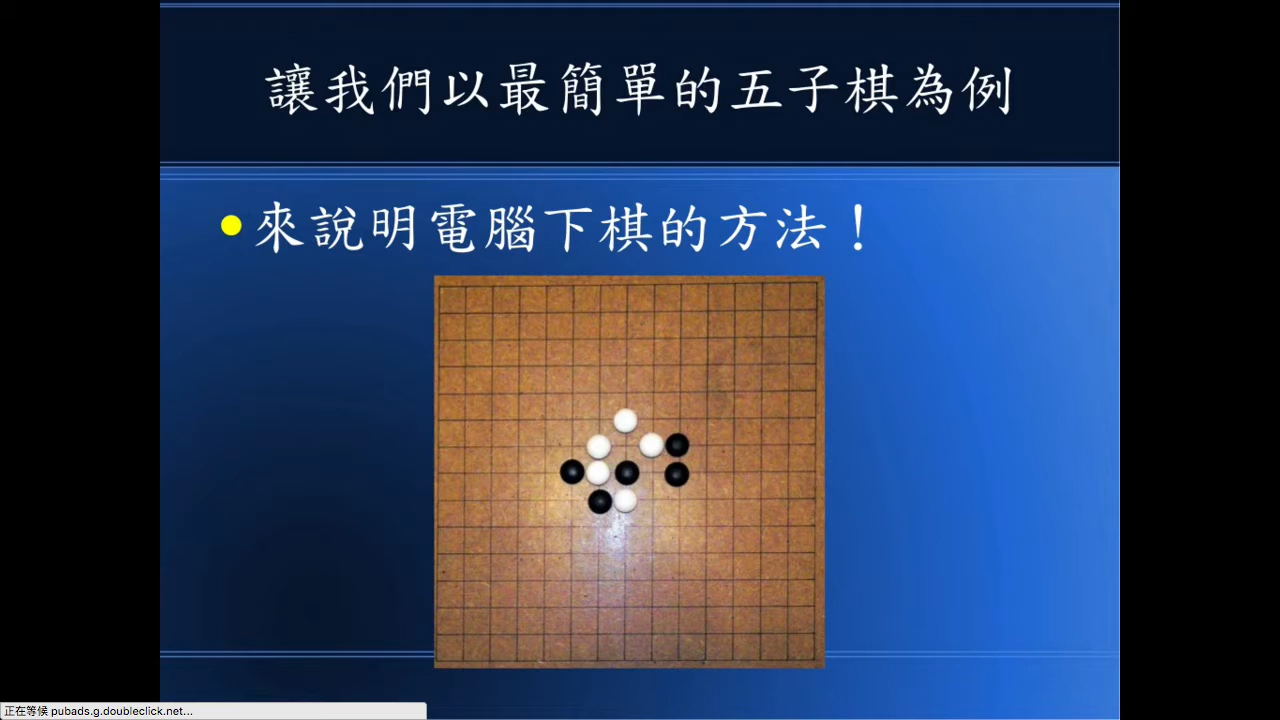 讓我們以最簡單的五子棋為例
來說明電腦下棋的方法！
正在等候 pubads.g.doubleclick.net...